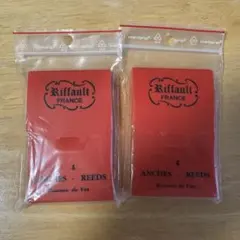 Riffault
FRANCE
4
ANCHES - REEDS
Riffault
FRANCE
4
ANCHES - REEDS